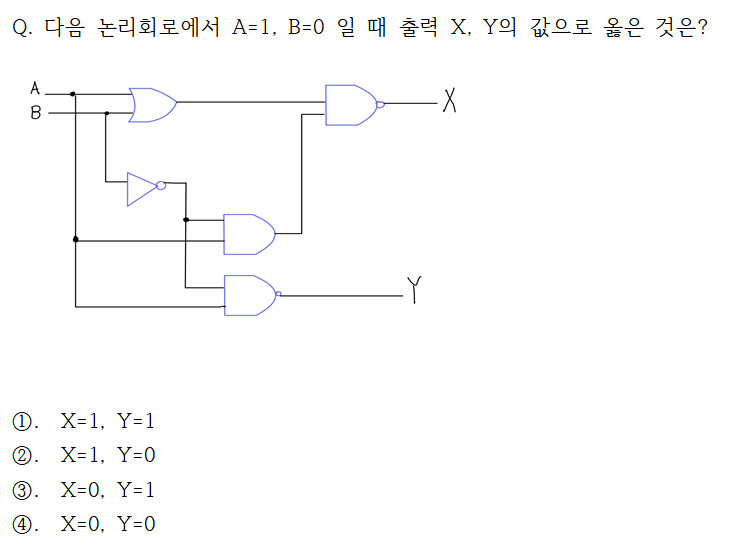 Q. 다음 논리회로에서 A=1, B=0 일 때 출력 X, Y의 값으로 옳은 것은?
A
B
X
Y
①. X=1, Y=1
②. X=1, Y=0
③. X=0, Y=1
④. X=0, Y=0